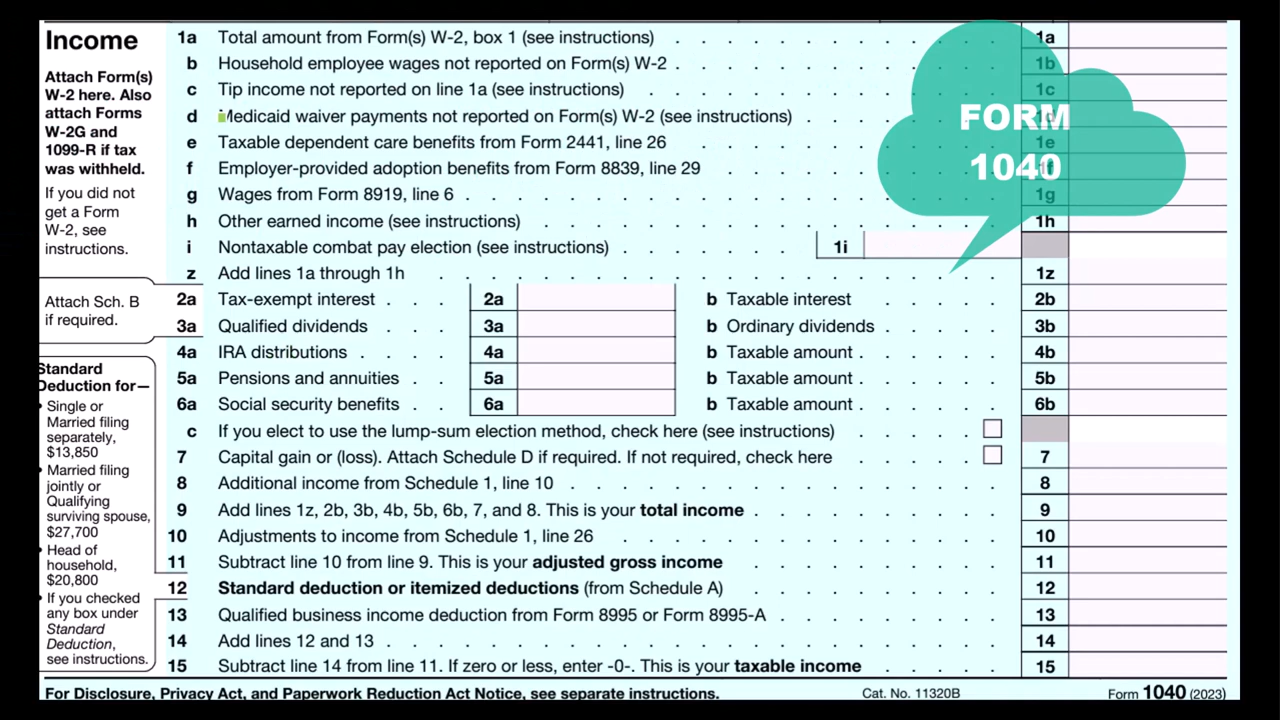 Income
Attach Form(s)
W-2 here. Also
attach Forms
W-2G and
1099-R if tax
was withheld.
If you did not
get a Form
W-2, see
instructions.
1a Total amount from Form(s) W-2, box 1 (see instructions) 1a
b Household employee wages not reported on Form(s) W-2 1b
c Tip income not reported on line 1a (see instructions) 1c
d Medicaid waiver payments not reported on Form(s) W-2 (see instructions)
e Taxable dependent care benefits from Form 2441, line 26 1e
f Employer-provided adoption benefits from Form 8839, line 29
g Wages from Form 8919, line 6 1g
h Other earned income (see instructions) 1h
i Nontaxable combat pay election (see instructions) 1i
z Add lines 1a through 1h 1z
FORM
1040
Attach Sch. B
if required.
2a Tax-exempt interest 2a b Taxable interest 2b
3a Qualified dividends 3a b Ordinary dividends 3b
4a IRA distributions 4a b Taxable amount 4b
5a Pensions and annuities 5a b Taxable amount 5b
6a Social security benefits 6a b Taxable amount 6b
c If you elect to use the lump-sum election method, check here (see instructions)
7 Capital gain or (loss). Attach Schedule D if required. If not required, check here 7
8 Additional income from Schedule 1, line 10 8
9 Add lines 1z, 2b, 3b, 4b, 5b, 6b, 7, and 8. This is your total income 9
10 Adjustments to income from Schedule 1, line 26 10
11 Subtract line 10 from line 9. This is your adjusted gross income 11
12 Standard deduction or itemized deductions (from Schedule A) 12
13 Qualified business income deduction from Form 8995 or Form 8995-A 13
14 Add lines 12 and 13 14
15 Subtract line 14 from line 11. If zero or less, enter -0-. This is your taxable income 15
Standard
Deduction for—
• Single or
Married filing
separately,
$13,850
• Married filing
jointly or
Qualifying
surviving spouse,
$27,700
• Head of
household,
$20,800
• If you checked
any box under
Standard
Deduction,
see instructions.
For Disclosure, Privacy Act, and Paperwork Reduction Act Notice, see separate instructions. Cat. No. 11320B Form 1040 (2023)